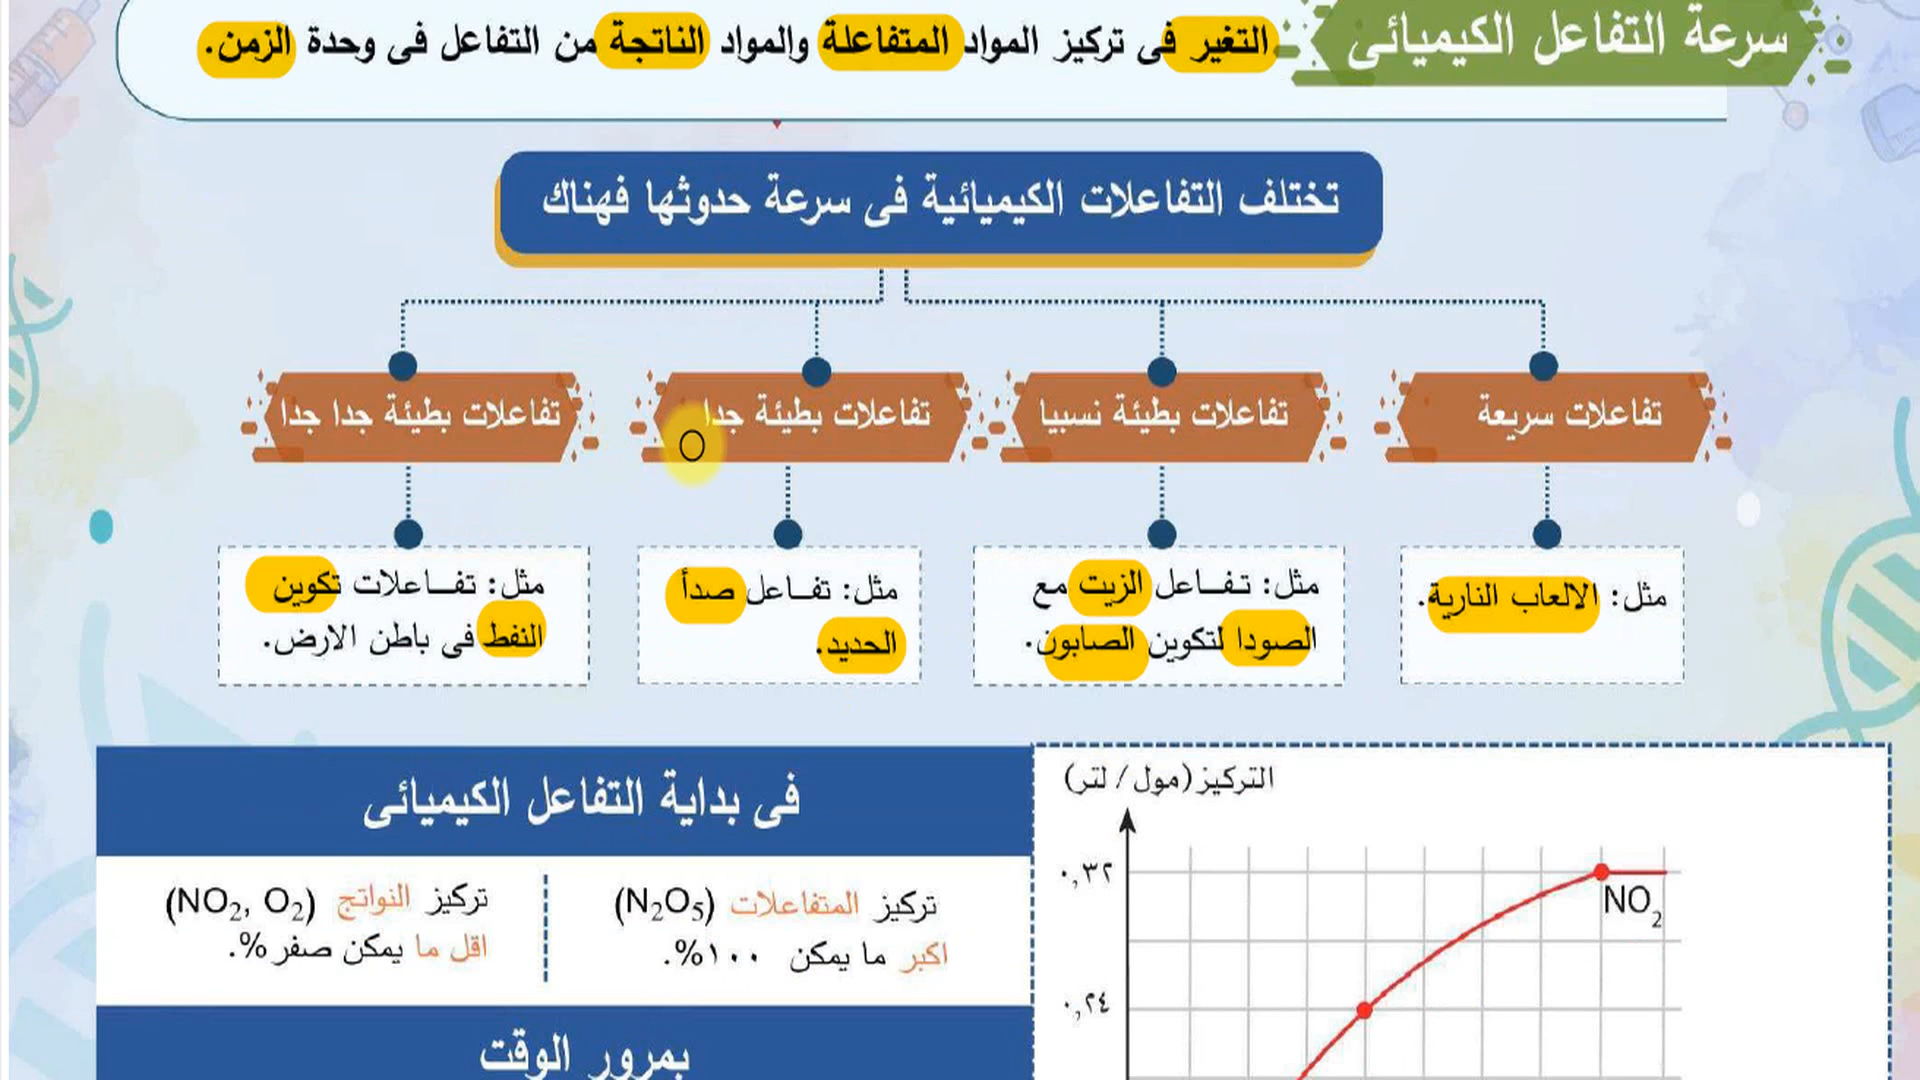 سرعة التفاعل الكيميائى
التغير فى تركيز المواد المتفاعلة والمواد الناتجة من التفاعل فى وحدة الزمن.
تختلف التفاعلات الكيميائية فى سرعة حدوثها فهناك
تفاعلات سريعة
تفاعلات بطيئة نسبيا
تفاعلات بطيئة جدا
تفاعلات بطيئة جدا جدا
مثل: الالعاب النارية.
مثل: تفاعل الزيت مع
الصودا لتكوين الصابون.
مثل: تفاعل صدأ
الحديد.
مثل: تفاعلات تكوين
النفط فى باطن الارض.
التركيز (مول / لتر)
٠,٣٢
NO2
٠,٢٤
فى بداية التفاعل الكيميائى
تركيز المتفاعلات (N2O5)
اكبر ما يمكن ١٠٠%.
تركيز النواتج (NO2, O2)
اقل ما يمكن صفر%.
بمرور الوقت